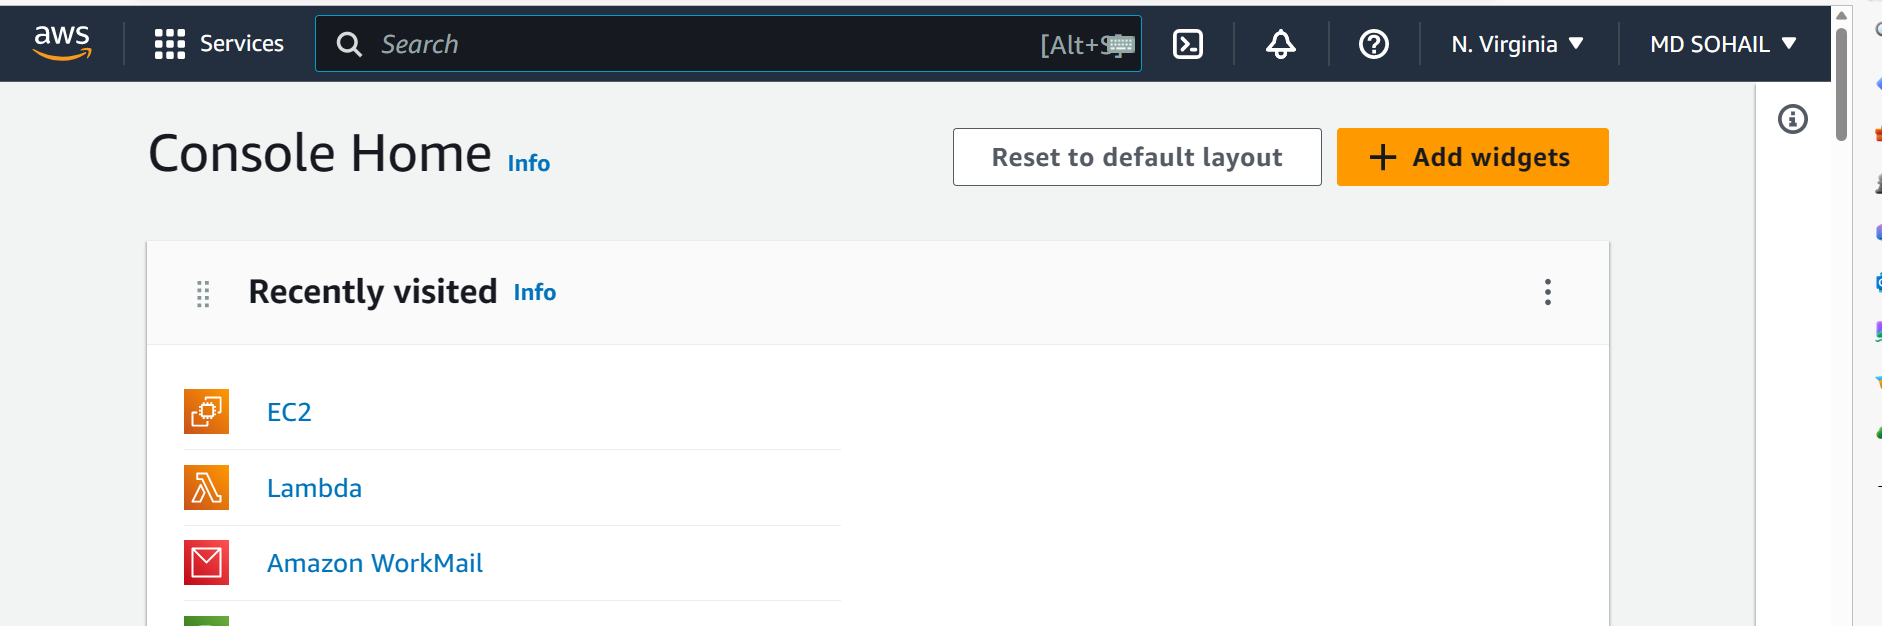 aws Services Search [Alt+S] N. Virginia MD SOHAIL
Console Home Info Reset to default layout Add widgets
Recently visited Info
EC2
Lambda
Amazon WorkMail